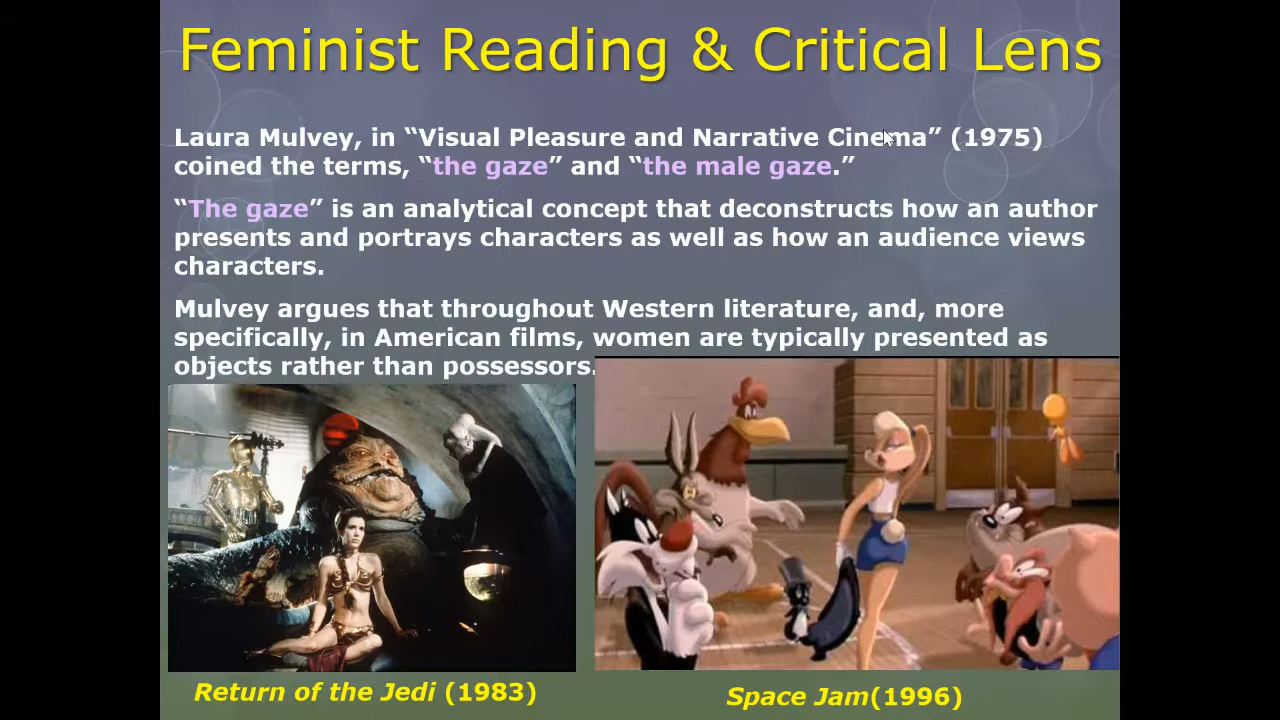 Feminist Reading & Critical Lens
Laura Mulvey, in “Visual Pleasure and Narrative Cinema” (1975)
coined the terms, “the gaze” and “the male gaze.”
“The gaze” is an analytical concept that deconstructs how an author
presents and portrays characters as well as how an audience views
characters.
Mulvey argues that throughout Western literature, and, more
specifically, in American films, women are typically presented as
objects rather than possessors.
Return of the Jedi (1983)
Space Jam(1996)